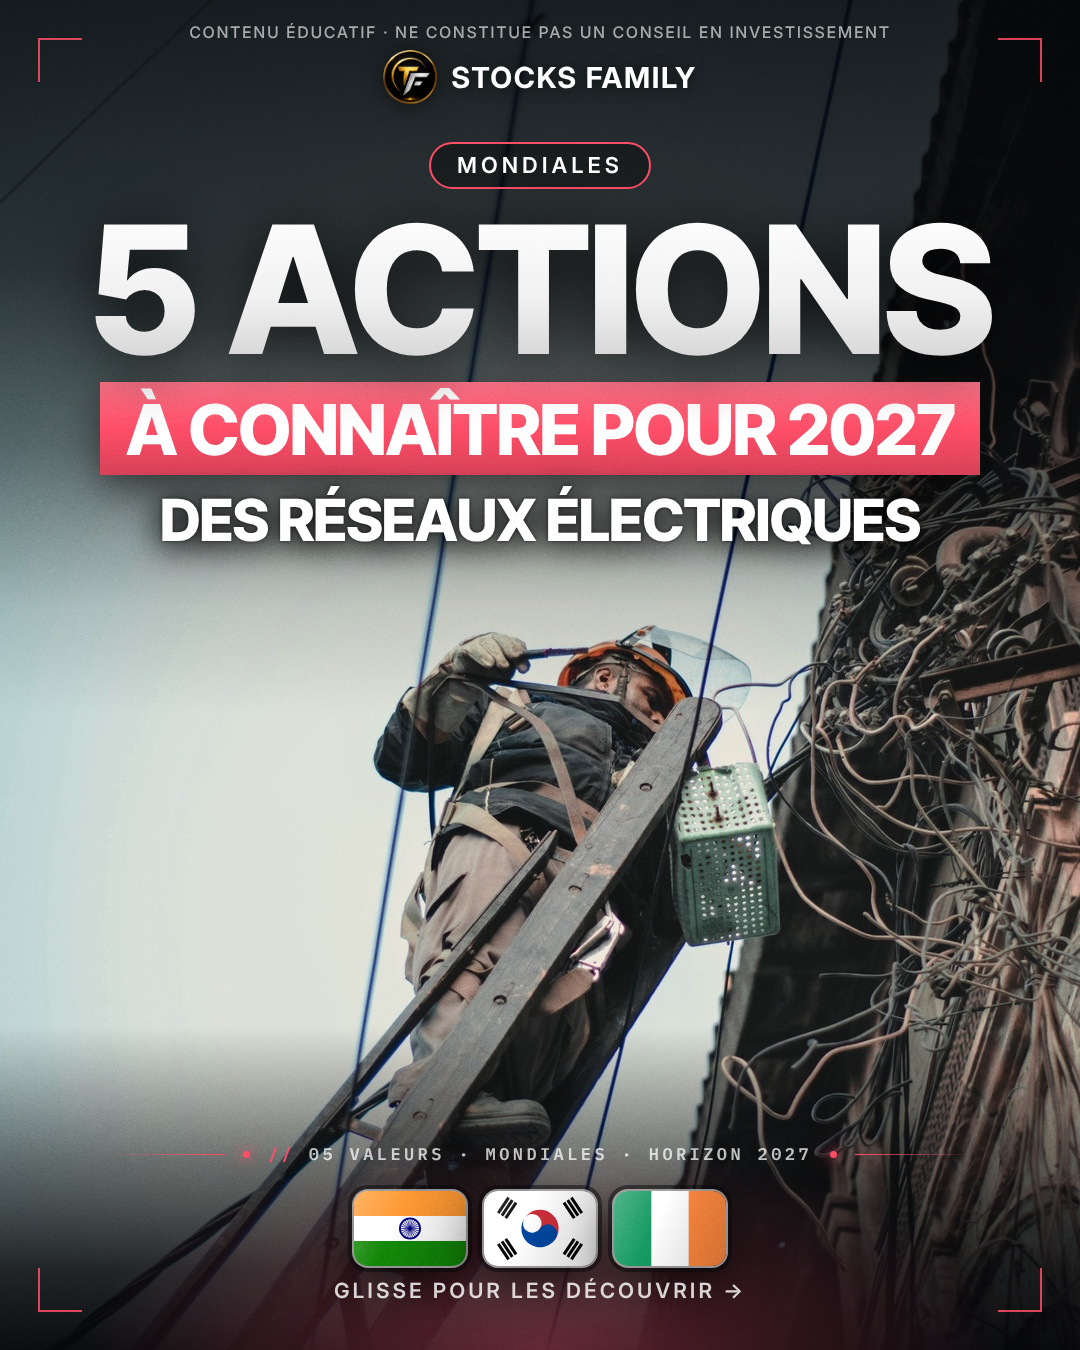 CONTENU ÉDUCATIF · NE CONSTITUE PAS UN CONSEIL EN INVESTISSEMENT
TF STOCKS FAMILY
MONDIALES
5 ACTIONS
À CONNAÎTRE POUR 2027
DES RÉSEAUX ÉLECTRIQUES
// 05 VALEURS · MONDIALES · HORIZON 2027
GLISSE POUR LES DÉCOUVRIR →